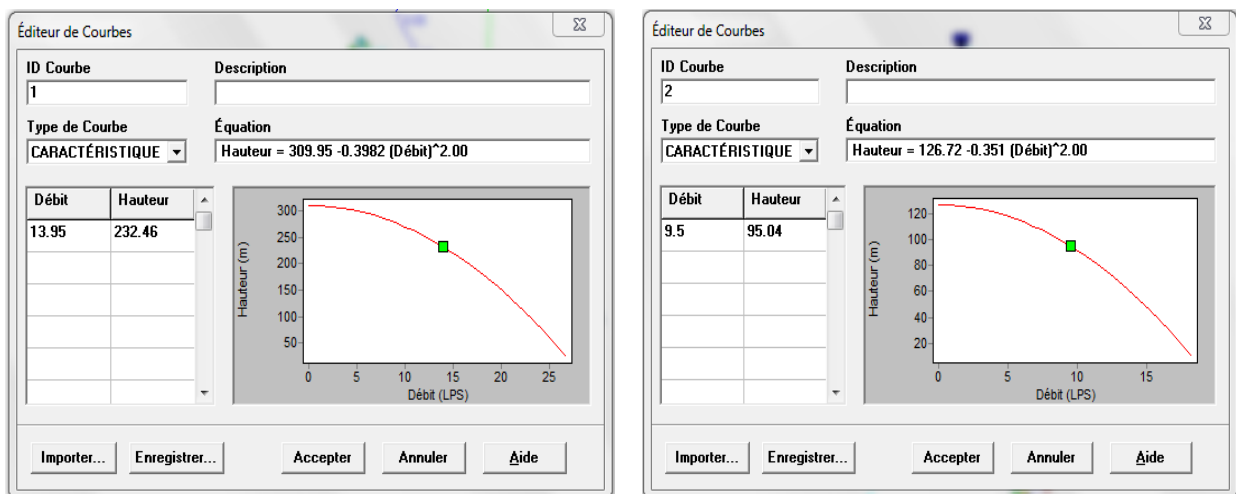 Éditeur de Courbes
ID Courbe Description
1
Type de Courbe Équation
CARACTÉRISTIQUE Hauteur = 309.95 -0.3982 (Débit)^2.00
Débit Hauteur
13.95 232.46
300
250
200
150
100
50
Hauteur (m)
0 5 10 15 20 25
Débit (LPS)
Importer... Enregistrer... Accepter Annuler Aide
Éditeur de Courbes
ID Courbe Description
2
Type de Courbe Équation
CARACTÉRISTIQUE Hauteur = 126.72 -0.351 (Débit)^2.00
Débit Hauteur
9.5 95.04
120
100
80
60
40
20
Hauteur (m)
0 5 10 15
Débit (LPS)
Importer... Enregistrer... Accepter Annuler Aide